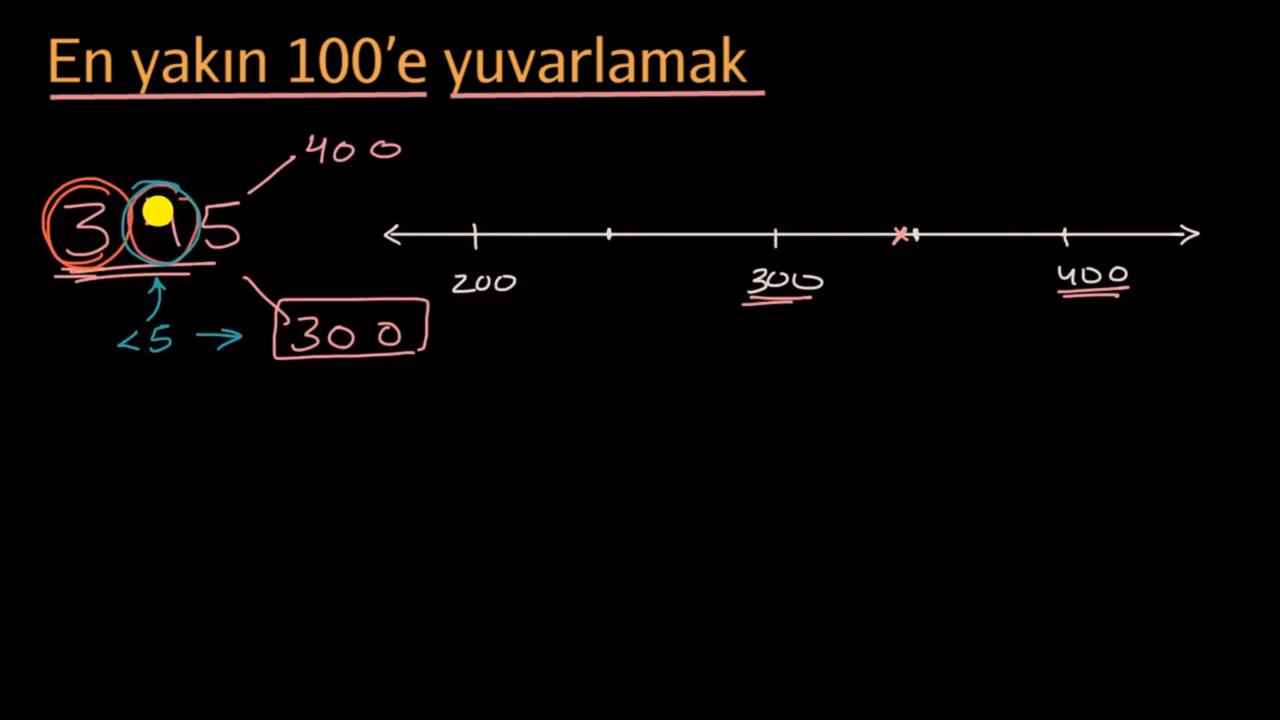 En yakın 100'e yuvarlamak
400
3 5
200 300 400
<5 → 300